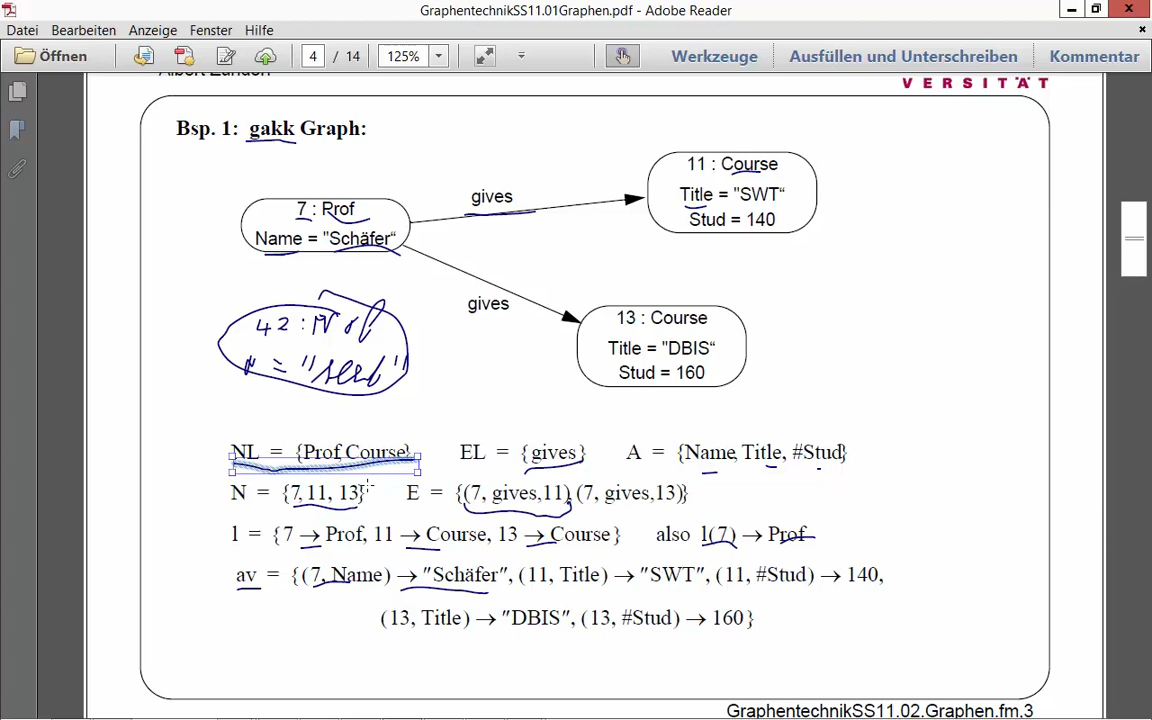 GraphentechnikSS11.01Graphen.pdf - Adobe Reader
Datei Bearbeiten Anzeige Fenster Hilfe
Öffnen 4 / 14 125% Werkzeuge Ausfüllen und Unterschreiben Kommentar
Albert Zündorf
VERSITÄT
Bsp. 1: gakk Graph:
11 : Course
Title = "SWT“
Stud = 140
gives
7 : Prof
Name = "Schäfer“
gives
13 : Course
Title = "DBIS“
Stud = 160
42 : Prof
NL = {Prof, Course} EL = {gives} A = {Name, Title, #Stud}
N = {7, 11, 13} E = {(7, gives,11), (7, gives,13)}
l = {7 → Prof, 11 → Course, 13 → Course} also l(7) → Prof
av = {(7, Name) → "Schäfer", (11, Title) → "SWT", (11, #Stud) → 140,
(13, Title) → "DBIS", (13, #Stud) → 160}
GraphentechnikSS11.02.Graphen.fm.3